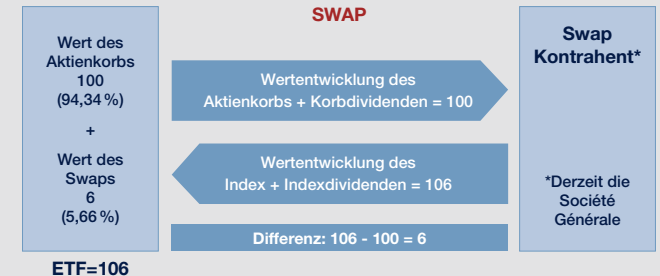 SWAP
Wert des
Aktienkorbs
100
(94,34 %)
+
Wert des
Swaps
6
(5,66 %)
ETF=106
Wertentwicklung des
Aktienkorbs + Korbdividenden = 100
Wertentwicklung des
Index + Indexdividenden = 106
Differenz: 106 - 100 = 6
Swap
Kontrahent*
*Derzeit die
Société
Générale